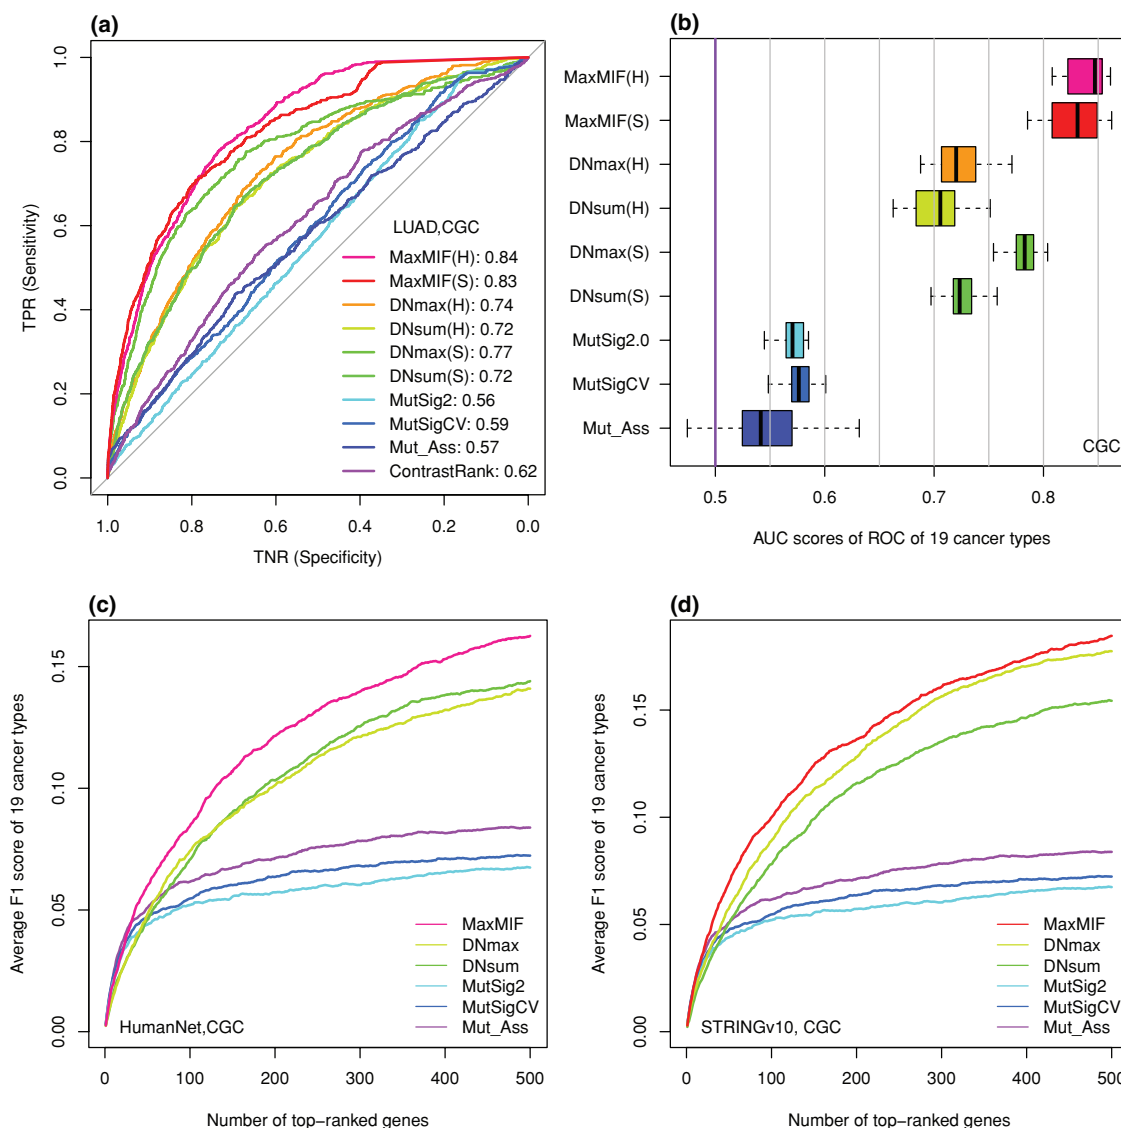 (a)
1.0
0.8
0.6
0.4
0.2
0.0
TPR (Sensitivity)
LUAD,CGC
MaxMIF(H): 0.84
MaxMIF(S): 0.83
DNmax(H): 0.74
DNsum(H): 0.72
DNmax(S): 0.77
DNsum(S): 0.72
MutSig2: 0.56
MutSigCV: 0.59
Mut_Ass: 0.57
ContrastRank: 0.62
1.0 0.8 0.6 0.4 0.2 0.0
TNR (Specificity)
(b)
MaxMIF(H)
MaxMIF(S)
DNmax(H)
DNsum(H)
DNmax(S)
DNsum(S)
MutSig2.0
MutSigCV
Mut_Ass
CGC
0.5 0.6 0.7 0.8
AUC scores of ROC of 19 cancer types
(c)
0.15
0.10
0.05
0.00
Average F1 score of 19 cancer types
MaxMIF
DNmax
DNsum
MutSig2
MutSigCV
Mut_Ass
HumanNet,CGC
0 100 200 300 400 500
Number of top−ranked genes
(d)
0.15
0.10
0.05
0.00
Average F1 score of 19 cancer types
MaxMIF
DNmax
DNsum
MutSig2
MutSigCV
Mut_Ass
STRINGv10, CGC
0 100 200 300 400 500
Number of top−ranked genes